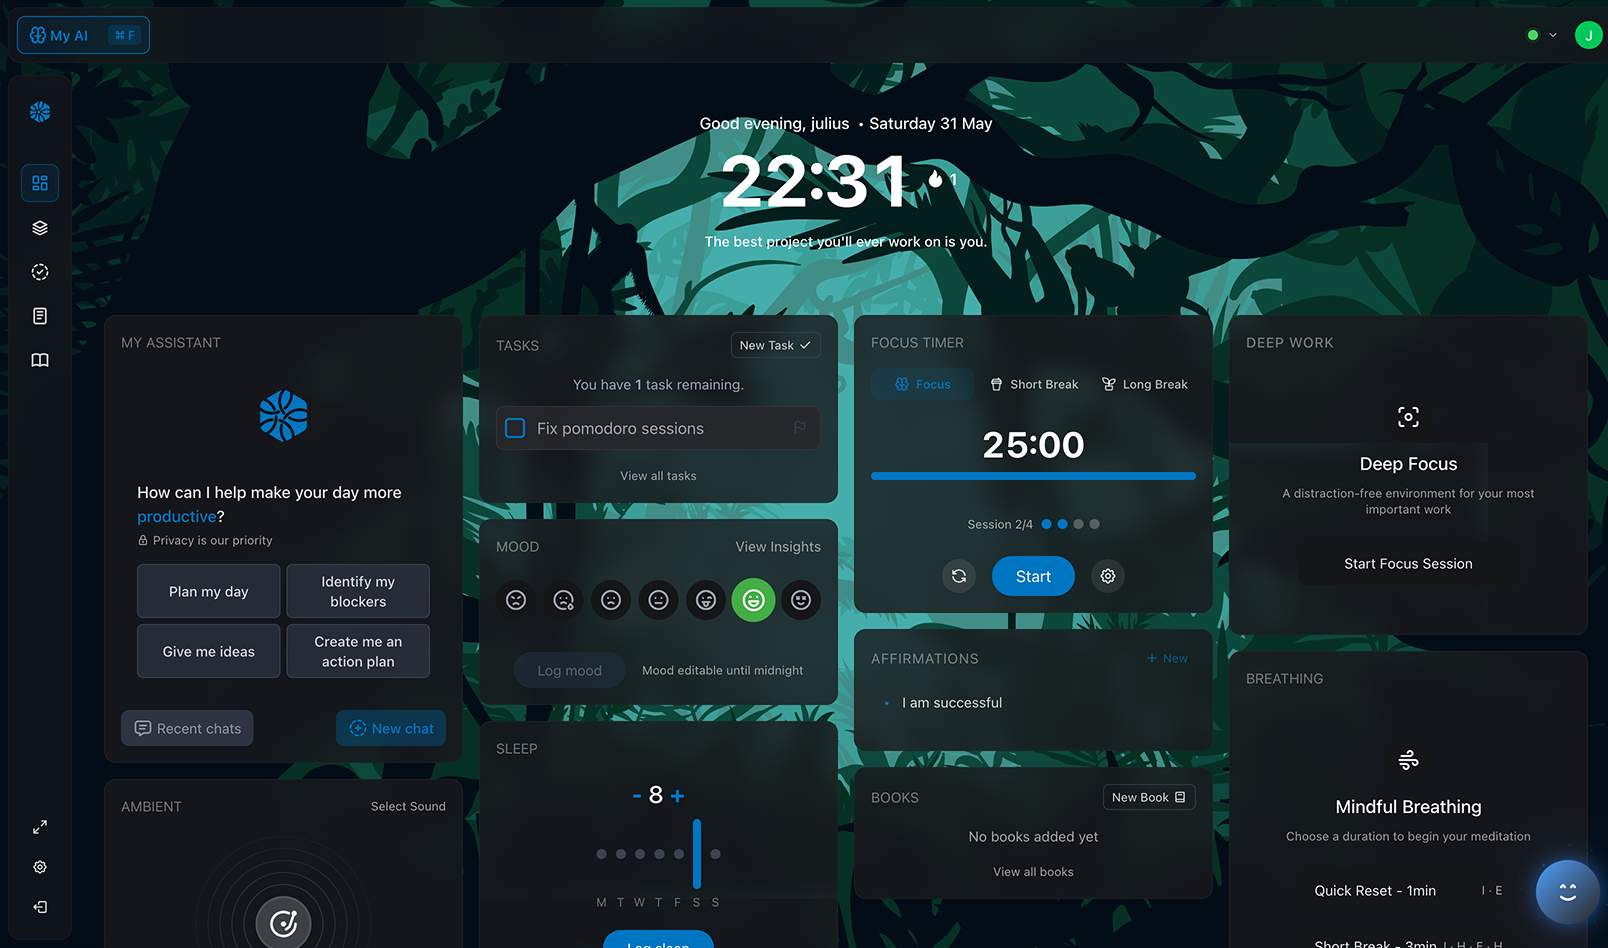 My AI ⌘ F
J
Good evening, julius • Saturday 31 May
22:31 1
The best project you'll ever work on is you.
MY ASSISTANT
How can I help make your day more
productive?
Privacy is our priority
Plan my day
Identify my
blockers
Give me ideas
Create me an
action plan
Recent chats
New chat
AMBIENT
Select Sound
TASKS
New Task
You have 1 task remaining.
Fix pomodoro sessions
View all tasks
MOOD
View Insights
Log mood
Mood editable until midnight
SLEEP
- 8 +
M T W T F S S
Log sleep
FOCUS TIMER
Focus
Short Break
Long Break
25:00
Session 2/4
Start
AFFIRMATIONS
+ New
• I am successful
BOOKS
New Book
No books added yet
View all books
DEEP WORK
Deep Focus
A distraction-free environment for your most
important work
Start Focus Session
BREATHING
Mindful Breathing
Choose a duration to begin your meditation
Quick Reset - 1min I · E
Short Break - 3min I · H · E · H